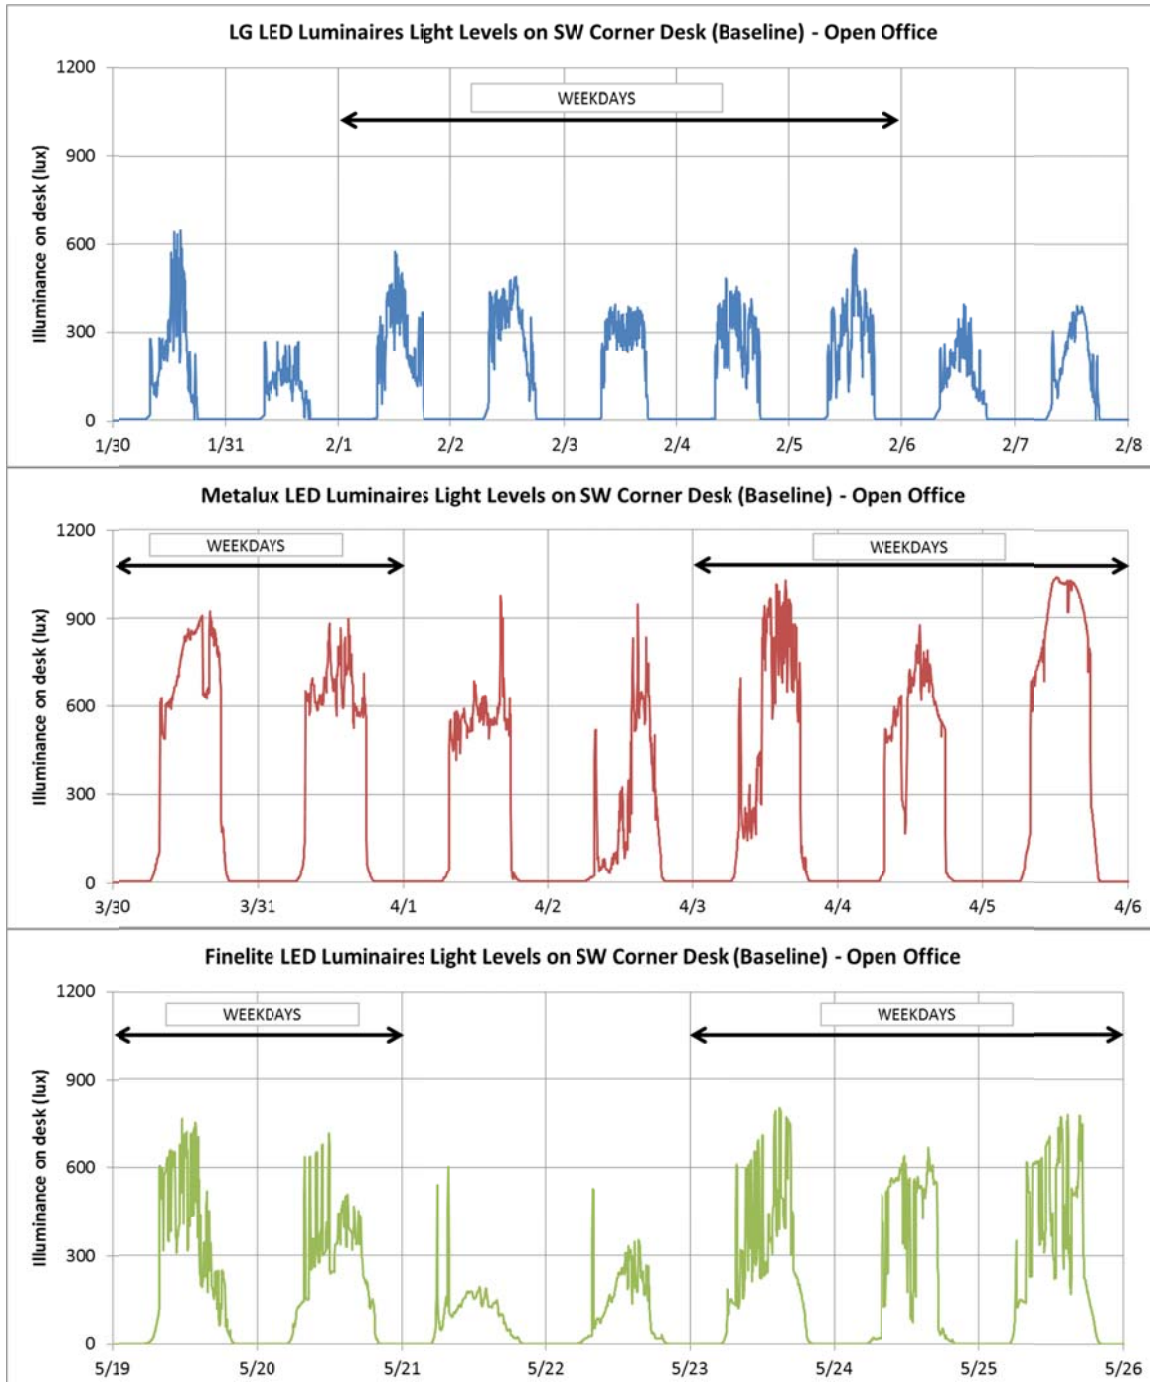 LG LED Luminaires Light Levels on SW Corner Desk (Baseline) - Open Office
1200
WEEKDAYS
900
600
300
0
Illuminance on desk (lux)
1/30 1/31 2/1 2/2 2/3 2/4 2/5 2/6 2/7 2/8
Metalux LED Luminaires Light Levels on SW Corner Desk (Baseline) - Open Office
1200
WEEKDAYS WEEKDAYS
900
600
300
0
Illuminance on desk (lux)
3/30 3/31 4/1 4/2 4/3 4/4 4/5 4/6
Finelite LED Luminaires Light Levels on SW Corner Desk (Baseline) - Open Office
1200
WEEKDAYS WEEKDAYS
900
600
300
0
Illuminance on desk (lux)
5/19 5/20 5/21 5/22 5/23 5/24 5/25 5/26